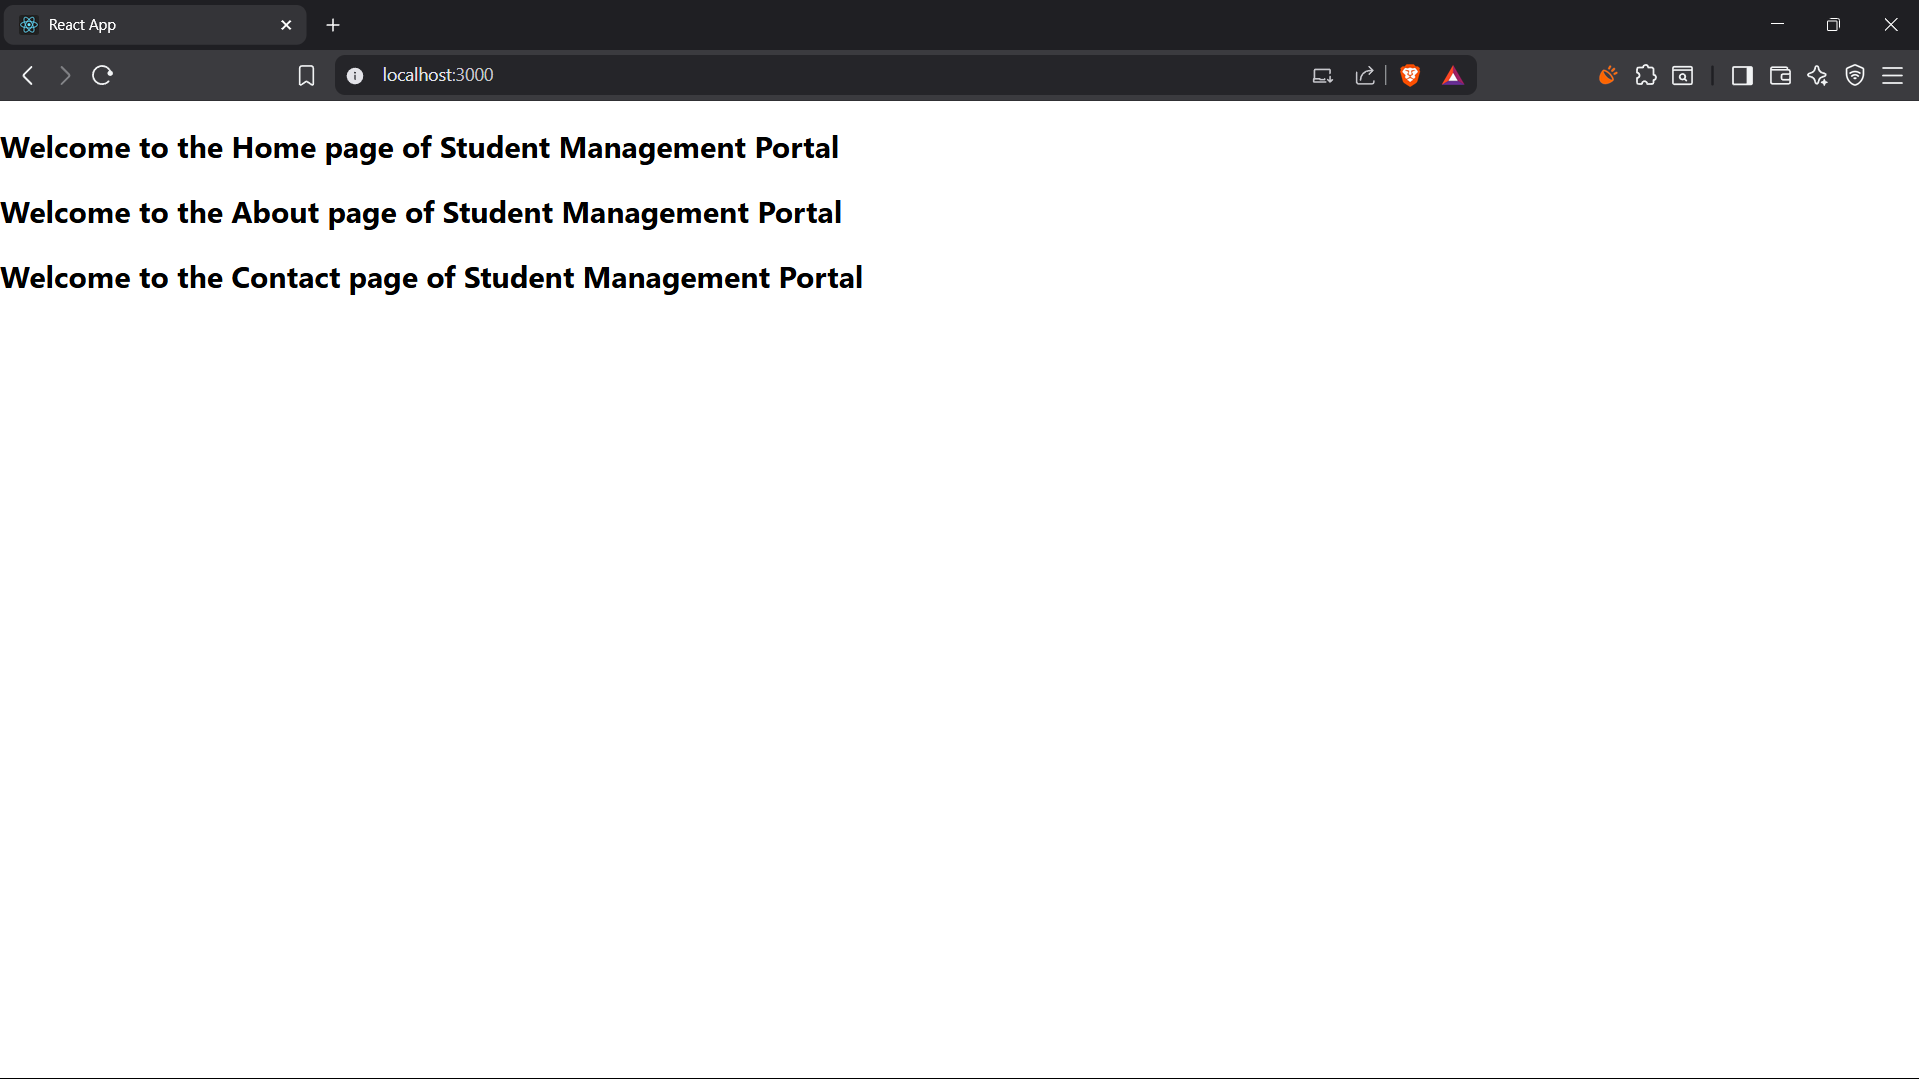 React App
localhost:3000
Welcome to the Home page of Student Management Portal
Welcome to the About page of Student Management Portal
Welcome to the Contact page of Student Management Portal